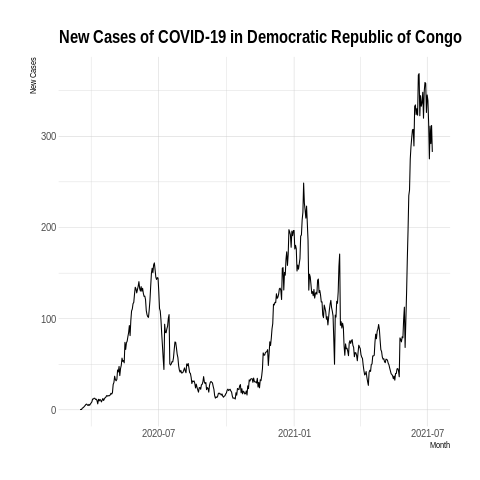 New Cases of COVID-19 in Democratic Republic of Congo
New Cases
300
200
100
0
2020-07
2021-01
2021-07
Month